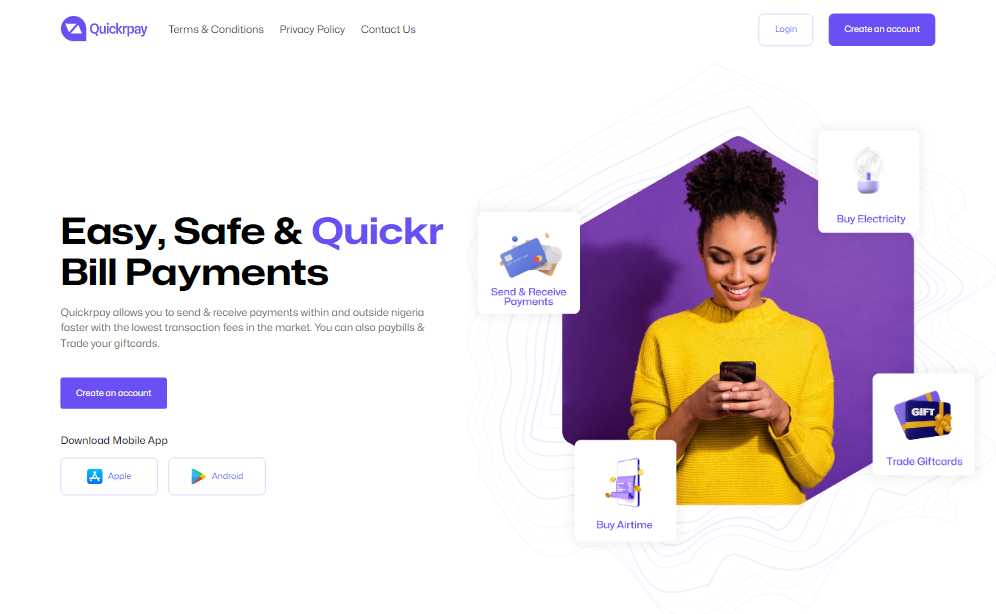 Quickrpay
Terms & Conditions
Privacy Policy
Contact Us
Login
Create an account
Easy, Safe & Quickr
Bill Payments
Quickrpay allows you to send & receive payments within and outside nigeria
faster with the lowest transaction fees in the market. You can also paybills &
Trade your giftcards.
Create an account
Download Mobile App
Apple
Android
Buy Electricity
Send & Receive
Payments
GIFT
Trade Giftcards
Buy Airtime